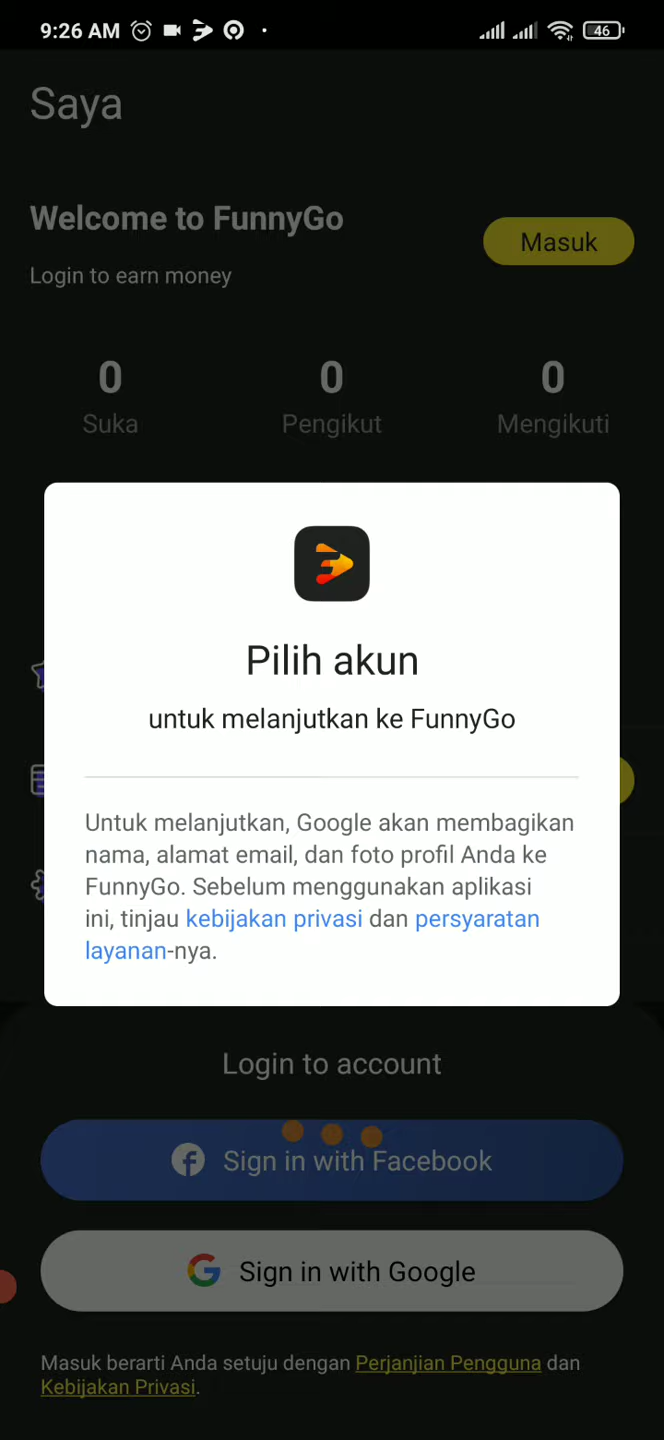 9:26 AM
46
Saya
Welcome to FunnyGo
Masuk
Login to earn money
0 0 0
Suka Pengikut Mengikuti
Pilih akun
untuk melanjutkan ke FunnyGo
Untuk melanjutkan, Google akan membagikan
nama, alamat email, dan foto profil Anda ke
FunnyGo. Sebelum menggunakan aplikasi
ini, tinjau kebijakan privasi dan persyaratan
layanan-nya.
Login to account
Sign in with Facebook
Sign in with Google
Masuk berarti Anda setuju dengan Perjanjian Pengguna dan
Kebijakan Privasi.